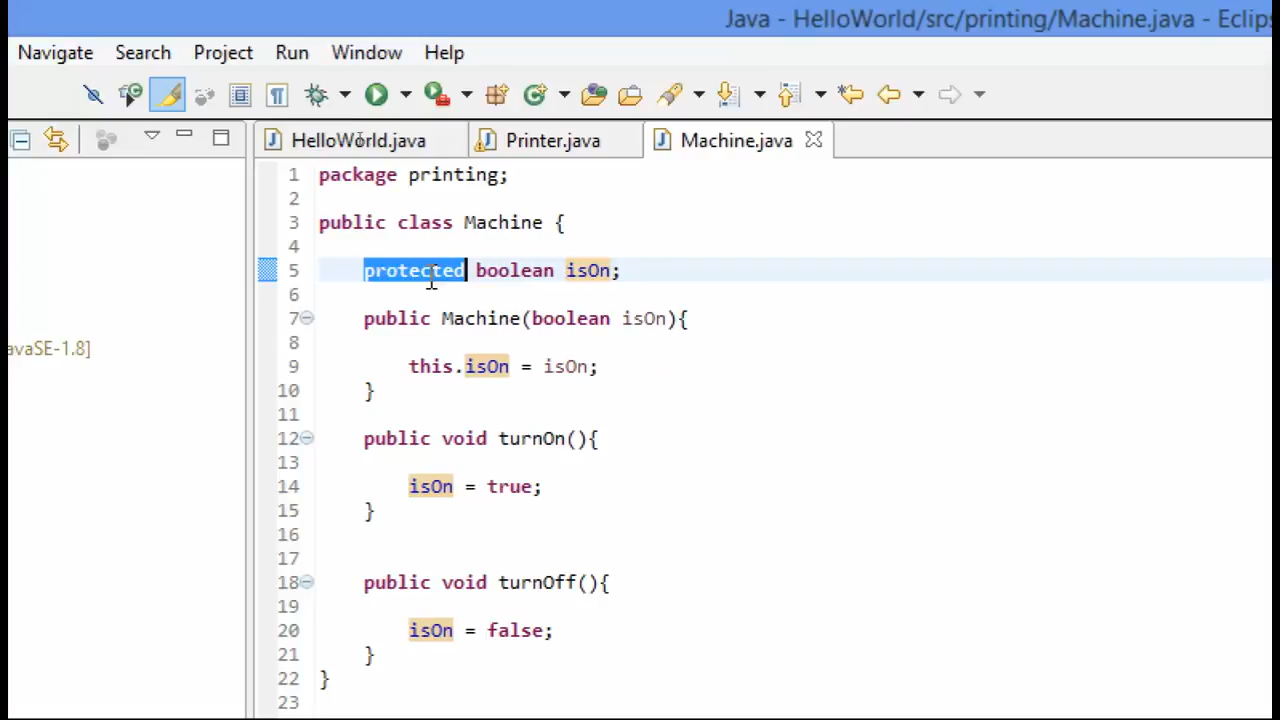 Java - HelloWorld/src/printing/Machine.java - Eclips
Navigate Search Project Run Window Help
HelloWorld.java Printer.java Machine.java
avaSE-1.8]
1 package printing;
2
3 public class Machine {
4
5 protected boolean isOn;
6
7 public Machine(boolean isOn){
8
9 this.isOn = isOn;
10 }
11
12 public void turnOn(){
13
14 isOn = true;
15 }
16
17
18 public void turnOff(){
19
20 isOn = false;
21 }
22 }
23